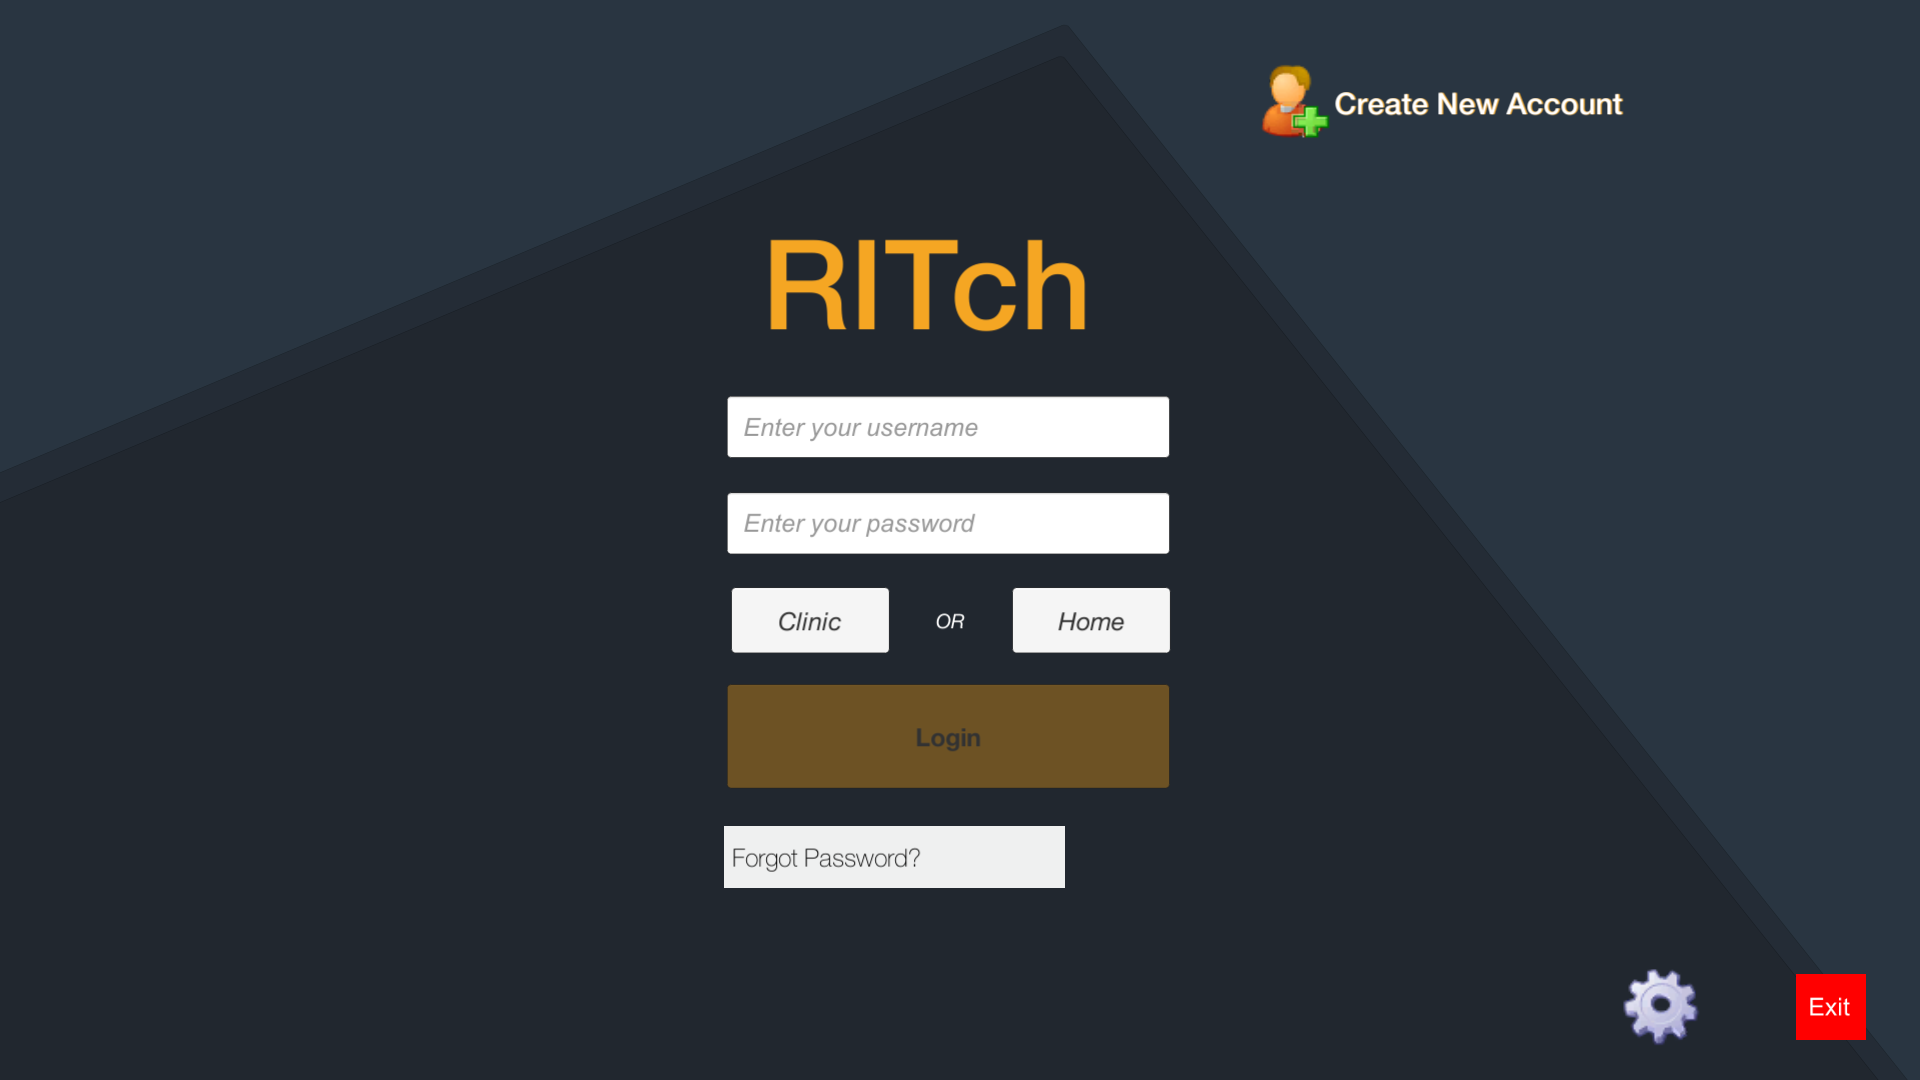 Create New Account
RITch
Enter your username
Enter your password
Clinic OR Home
Login
Forgot Password?
Exit